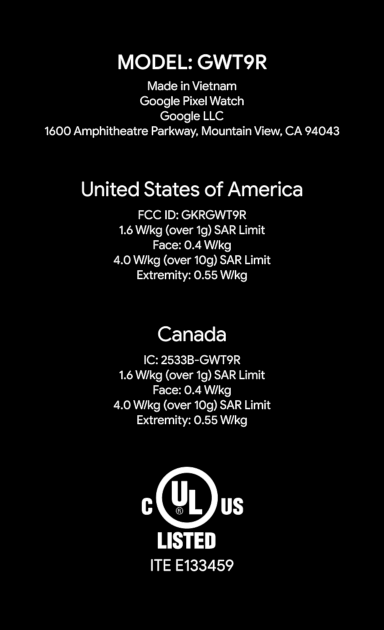 MODEL: GWT9R
Made in Vietnam
Google Pixel Watch
Google LLC
1600 Amphitheatre Parkway, Mountain View, CA 94043
United States of America
FCC ID: GKRGWT9R
1.6 W/kg (over 1g) SAR Limit
Face: 0.4 W/kg
4.0 W/kg (over 10g) SAR Limit
Extremity: 0.55 W/kg
Canada
IC: 2533B-GWT9R
1.6 W/kg (over 1g) SAR Limit
Face: 0.4 W/kg
4.0 W/kg (over 10g) SAR Limit
Extremity: 0.55 W/kg
C UL ® US
LISTED
ITE E133459